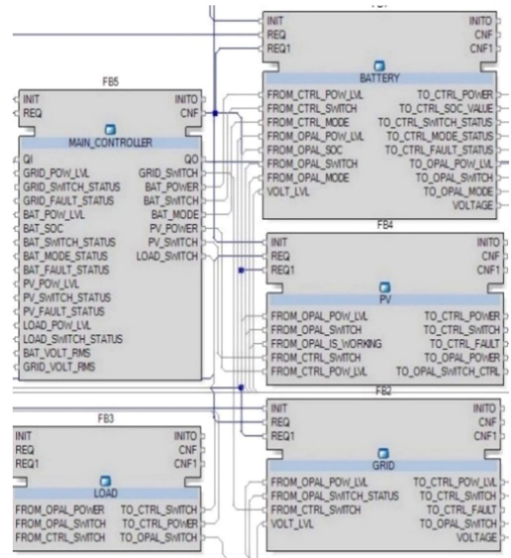 INIT INITO
REQ CNF
REQ1 CNF1
BATTERY
FROM_CTRL_POW_LVL TO_CTRL_POWER
FROM_CTRL_SWITCH TO_CTRL_SOC_VALUE
FROM_CTRL_MODE TO_CTRL_SWITCH_STATUS
FROM_OPAL_POW_LVL TO_CTRL_MODE_STATUS
FROM_OPAL_SOC TO_CTRL_FAULT_STATUS
FROM_OPAL_SWITCH TO_OPAL_POW_LVL
FROM_OPAL_MODE TO_OPAL_SWITCH
VOLT_LVL TO_OPAL_MODE
VOLTAGE
FB5
INIT INITO
REQ CNF
MAIN_CONTROLLER
QI QO
GRID_POW_LVL GRID_SWITCH
GRID_SWITCH_STATUS BAT_POWER
GRID_FAULT_STATUS BAT_SWITCH
BAT_POW_LVL BAT_MODE
BAT_SOC PV_POWER
BAT_SWITCH_STATUS PV_SWITCH
BAT_MODE_STATUS LOAD_SWITCH
BAT_FAULT_STATUS
PV_POW_LVL
PV_SWITCH_STATUS
PV_FAULT_STATUS
LOAD_POW_LVL
LOAD_SWITCH_STATUS
BAT_VOLT_RMS
GRID_VOLT_RMS
FB4
INIT INITO
REQ CNF
REQ1 CNF1
PV
FROM_OPAL_POW_LVL TO_CTRL_POWER
FROM_OPAL_SWITCH TO_CTRL_SWITCH
FROM_OPAL_IS_WORKING TO_CTRL_FAULT
FROM_CTRL_SWITCH TO_OPAL_POWER
FROM_CTRL_POW_LVL TO_OPAL_SWITCH_CTRL
FB3
INIT INITO
REQ CNF
REQ1 CNF1
LOAD
FROM_OPAL_POWER TO_CTRL_SWITCH
FROM_OPAL_SWITCH TO_CTRL_POWER
FROM_CTRL_SWITCH TO_OPAL_SWITCH
FB2
INIT INITO
REQ CNF
REQ1 CNF1
GRID
FROM_OPAL_POW_LVL TO_CTRL_POW_LVL
FROM_OPAL_SWITCH_STATUS TO_CTRL_SWITCH
FROM_CTRL_SWITCH TO_CTRL_FAULT
VOLT_LVL TO_OPAL_SWITCH
VOLTAGE